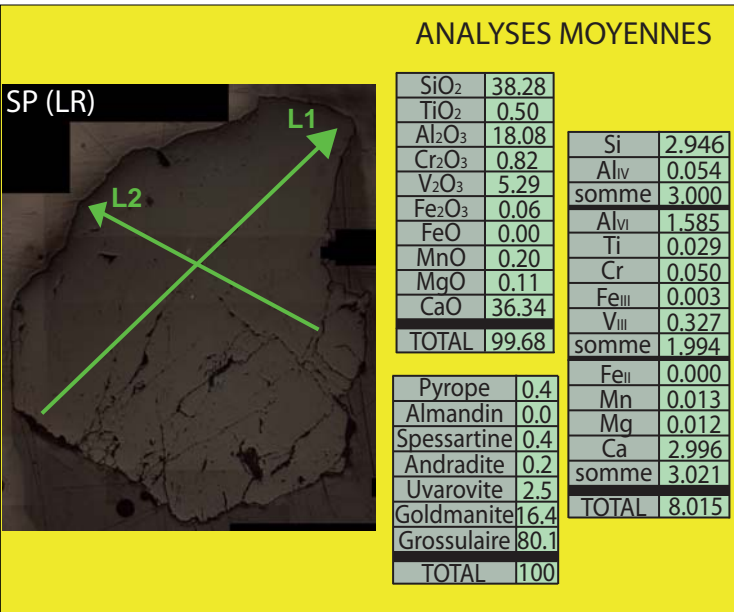 ANALYSES MOYENNES
SP (LR)
L1
L2
SiO2 38.28
TiO2 0.50
Al2O3 18.08
Cr2O3 0.82
V2O3 5.29
Fe2O3 0.06
FeO 0.00
MnO 0.20
MgO 0.11
CaO 36.34
TOTAL 99.68
Si 2.946
AlIV 0.054
somme 3.000
AlVI 1.585
Ti 0.029
Cr 0.050
FeIII 0.003
VIII 0.327
somme 1.994
FeII 0.000
Mn 0.013
Mg 0.012
Ca 2.996
somme 3.021
TOTAL 8.015
Pyrope 0.4
Almandin 0.0
Spessartine 0.4
Andradite 0.2
Uvarovite 2.5
Goldmanite 16.4
Grossulaire 80.1
TOTAL 100